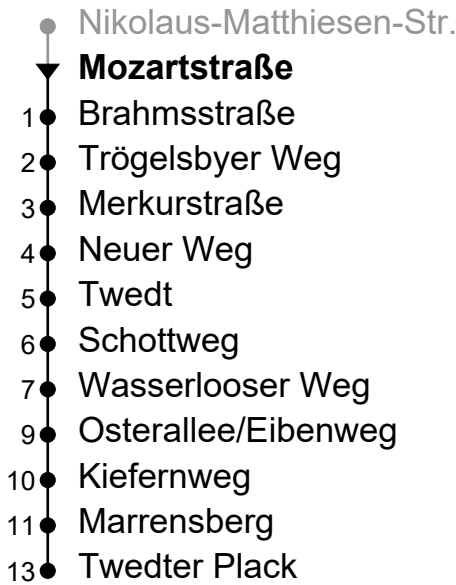 Nikolaus-Matthiesen-Str.
Mozartstraße
1 Brahmsstraße
2 Trögelsbyer Weg
3 Merkurstraße
4 Neuer Weg
5 Twedt
6 Schottweg
7 Wasserlooser Weg
9 Osterallee/Eibenweg
10 Kiefernweg
11 Marrensberg
13 Twedter Plack